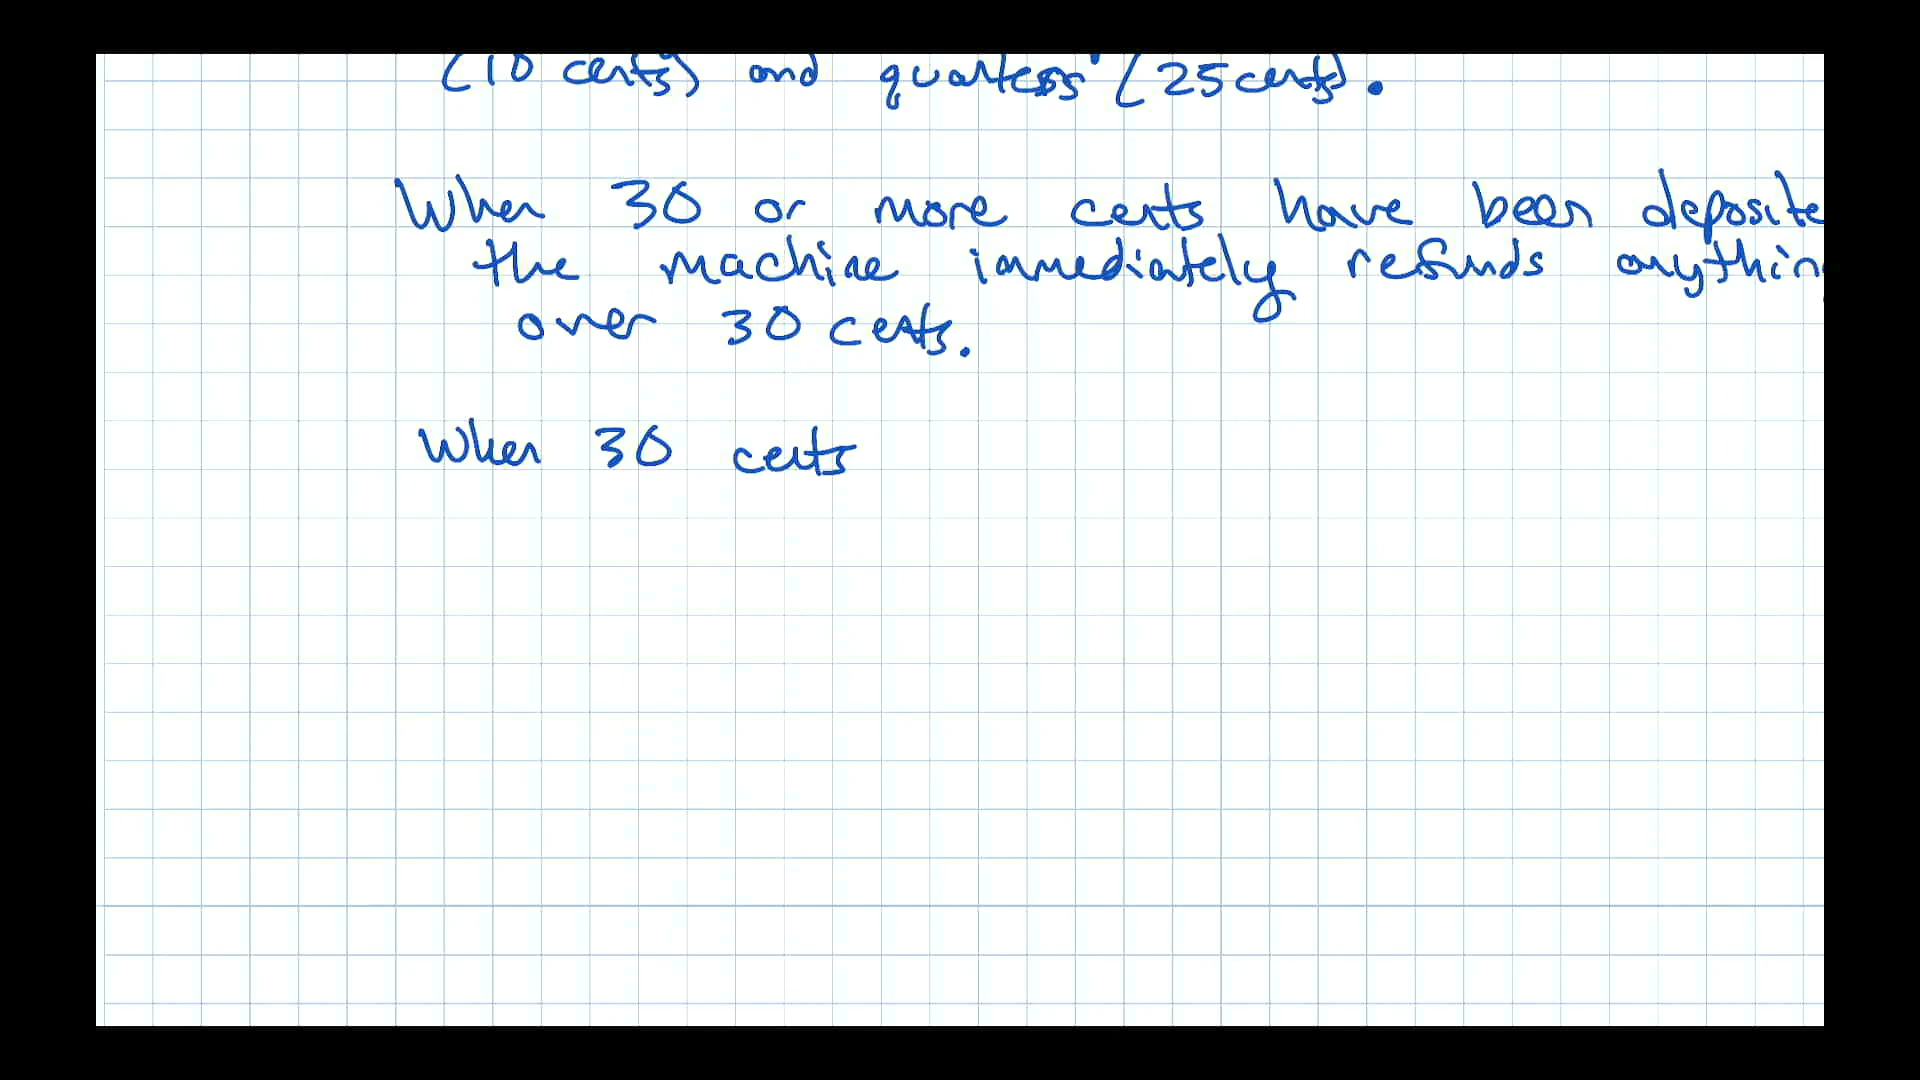 (10 cents) and quarters (25 cents).
When 30 or more cents have been deposite
the machine immediately refunds anything
over 30 cents.
When 30 cents